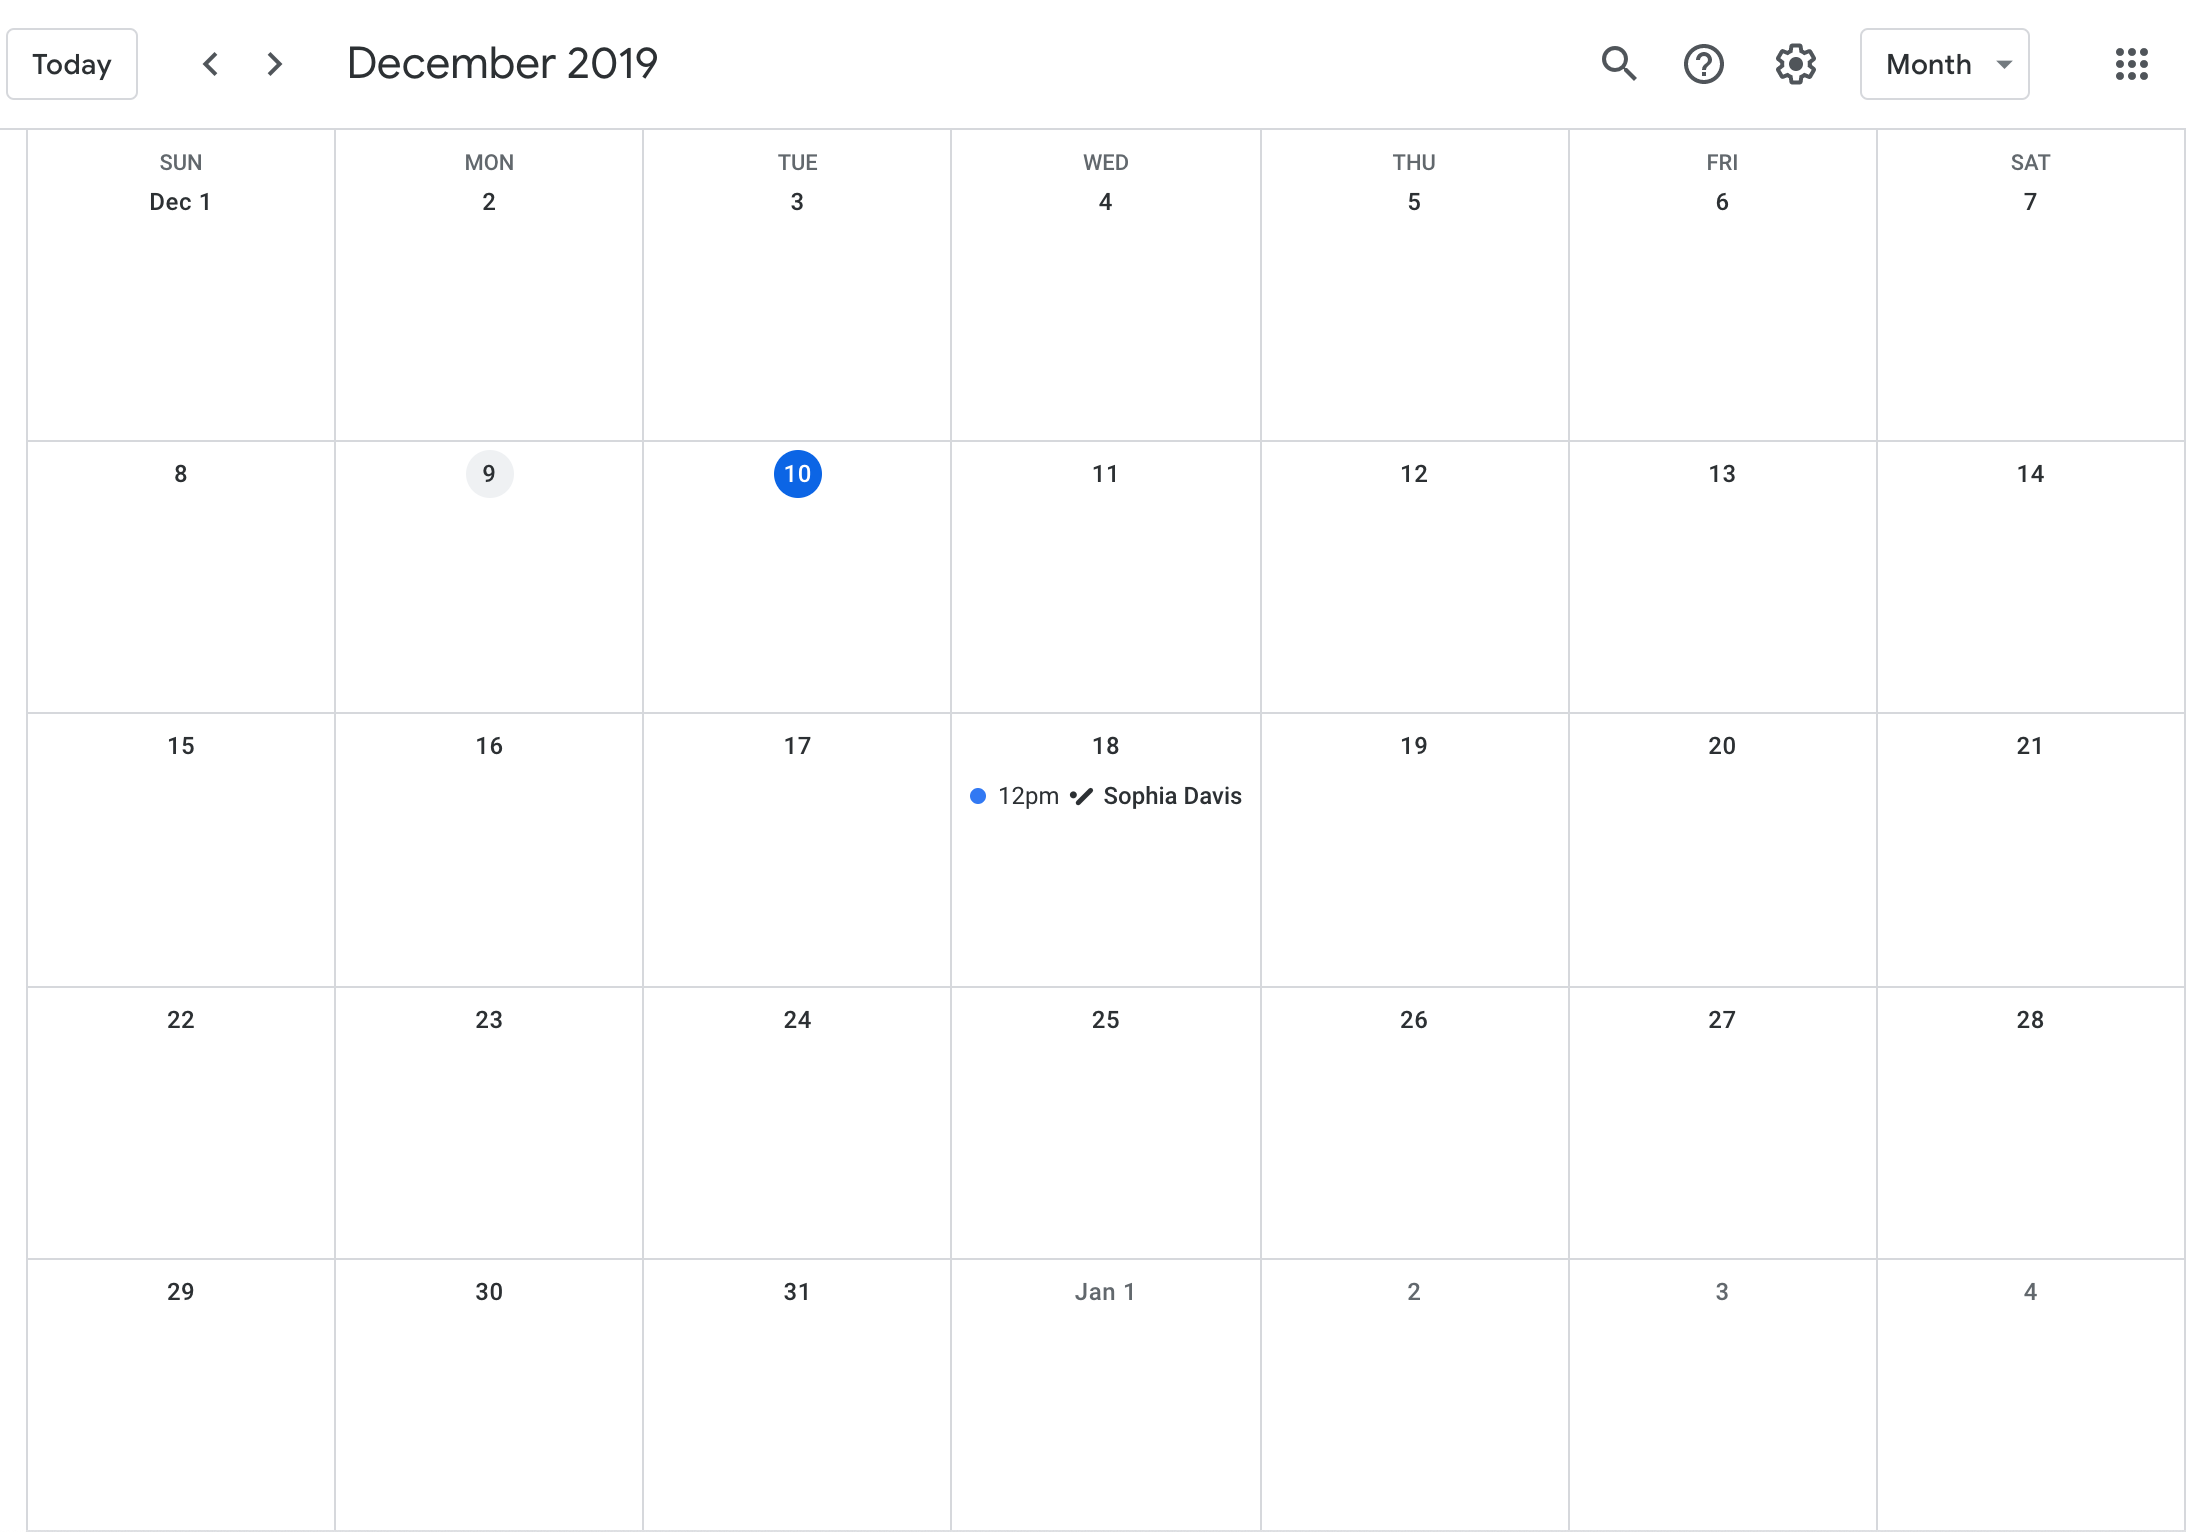 Today December 2019 Month
SUN MON TUE WED THU FRI SAT
Dec 1 2 3 4 5 6 7
8 9 10 11 12 13 14
15 16 17 18 19 20 21
12pm Sophia Davis
22 23 24 25 26 27 28
29 30 31 Jan 1 2 3 4